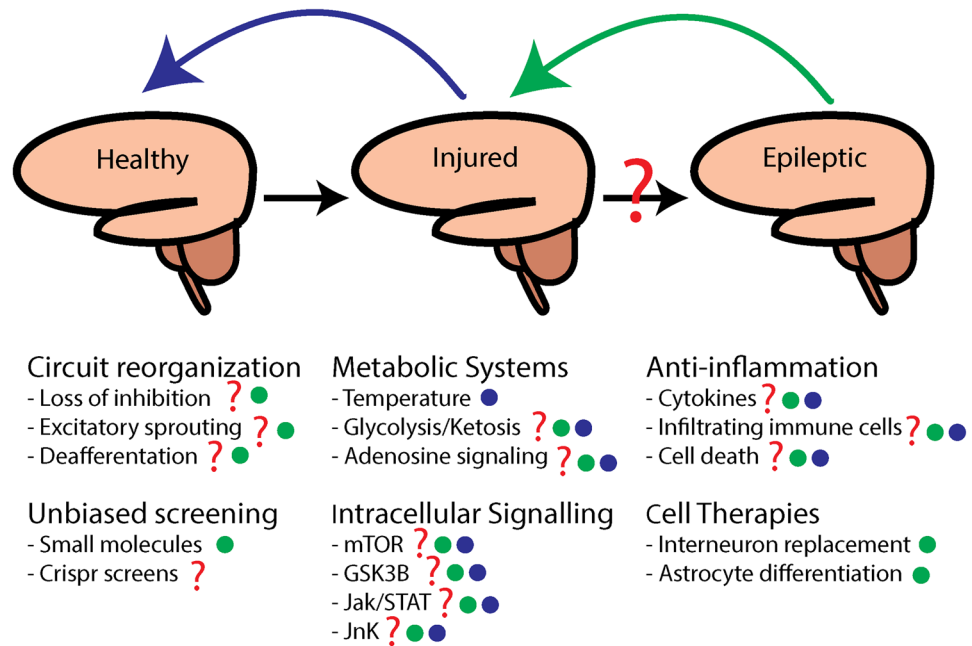 Healthy
Injured
Epileptic
?
Circuit reorganization
- Loss of inhibition ?
- Excitatory sprouting ?
- Deafferentation ?
Metabolic Systems
- Temperature
- Glycolysis/Ketosis ?
- Adenosine signaling ?
Anti-inflammation
- Cytokines ?
- Infiltrating immune cells ?
- Cell death ?
Unbiased screening
- Small molecules
- Crispr screens ?
Intracellular Signalling
- mTOR ?
- GSK3B ?
- Jak/STAT ?
- JnK ?
Cell Therapies
- Interneuron replacement
- Astrocyte differentiation